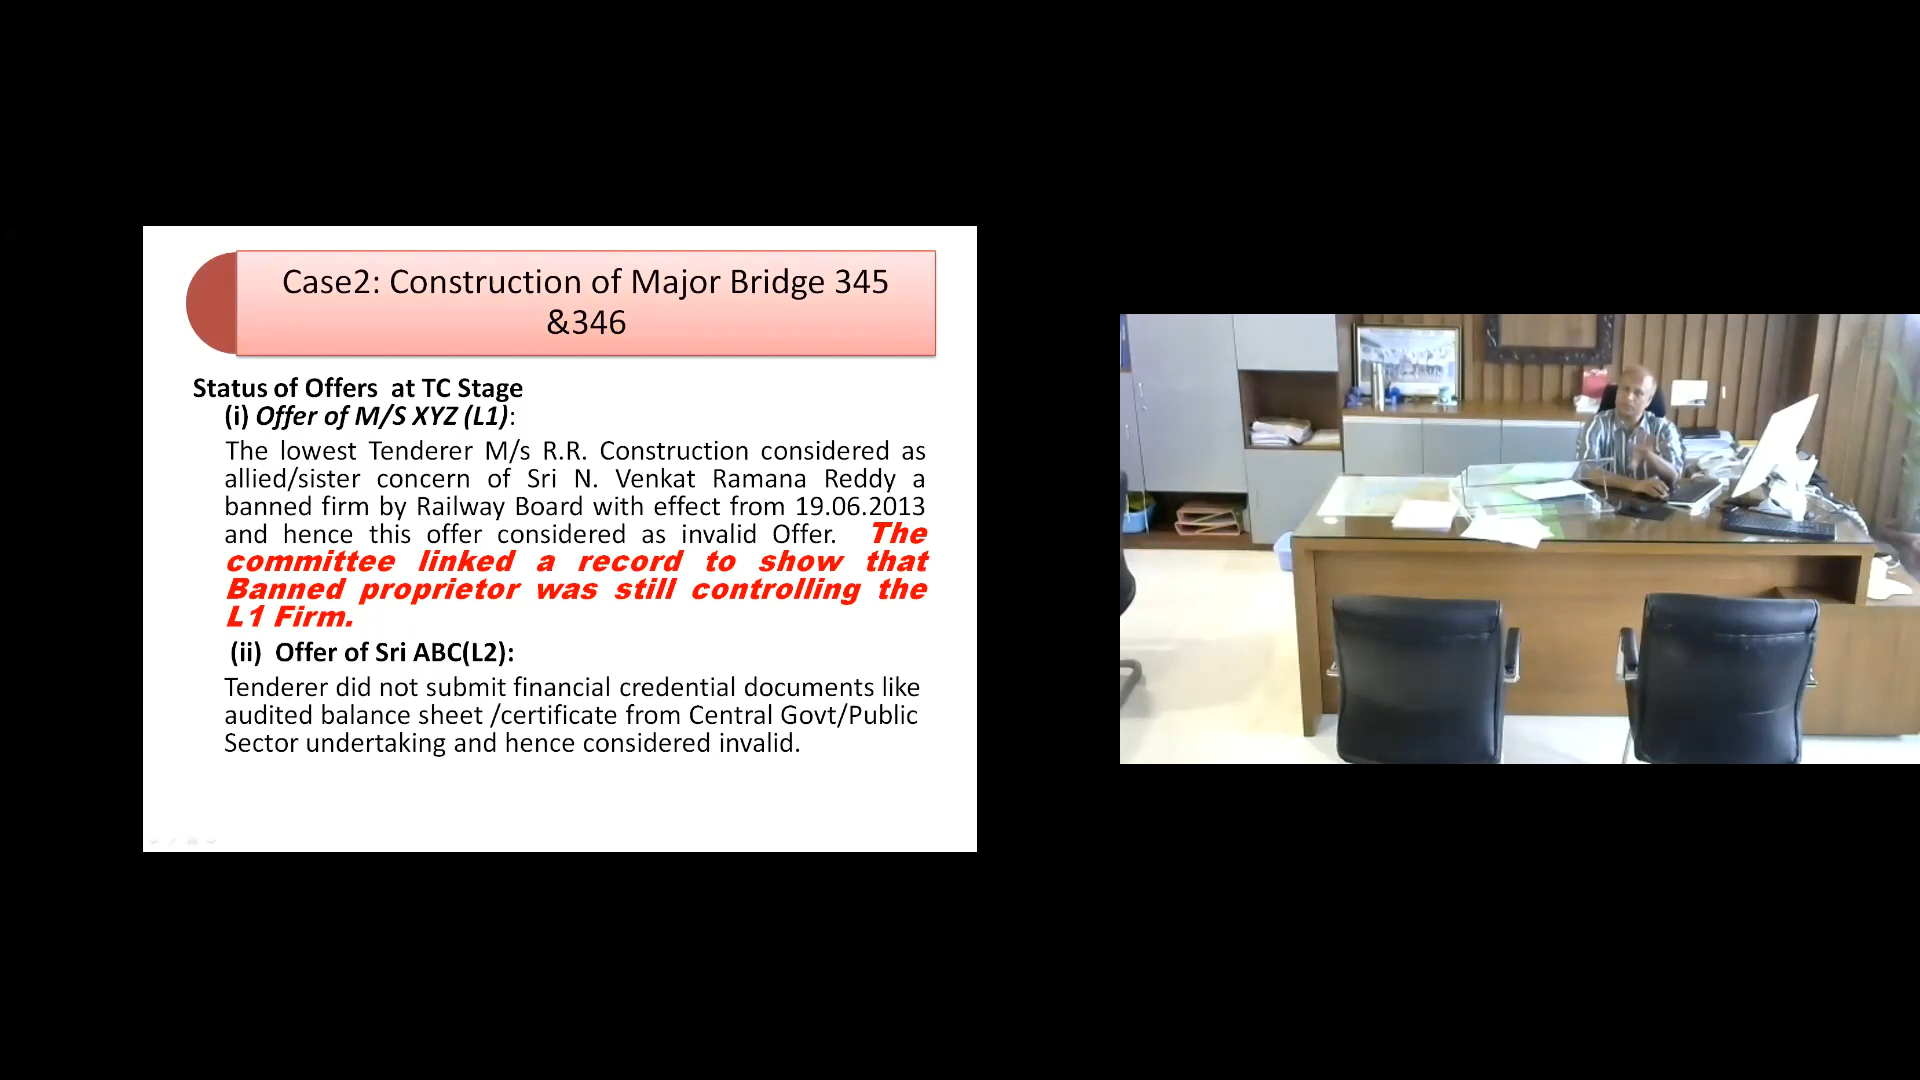 Case2: Construction of Major Bridge 345
&346
Status of Offers at TC Stage
(i) Offer of M/S XYZ (L1):
The lowest Tenderer M/s R.R. Construction considered as
allied/sister concern of Sri N. Venkat Ramana Reddy a
banned firm by Railway Board with effect from 19.06.2013
and hence this offer considered as invalid Offer. The
committee linked a record to show that
Banned proprietor was still controlling the
L1 Firm.
(ii) Offer of Sri ABC(L2):
Tenderer did not submit financial credential documents like
audited balance sheet /certificate from Central Govt/Public
Sector undertaking and hence considered invalid.